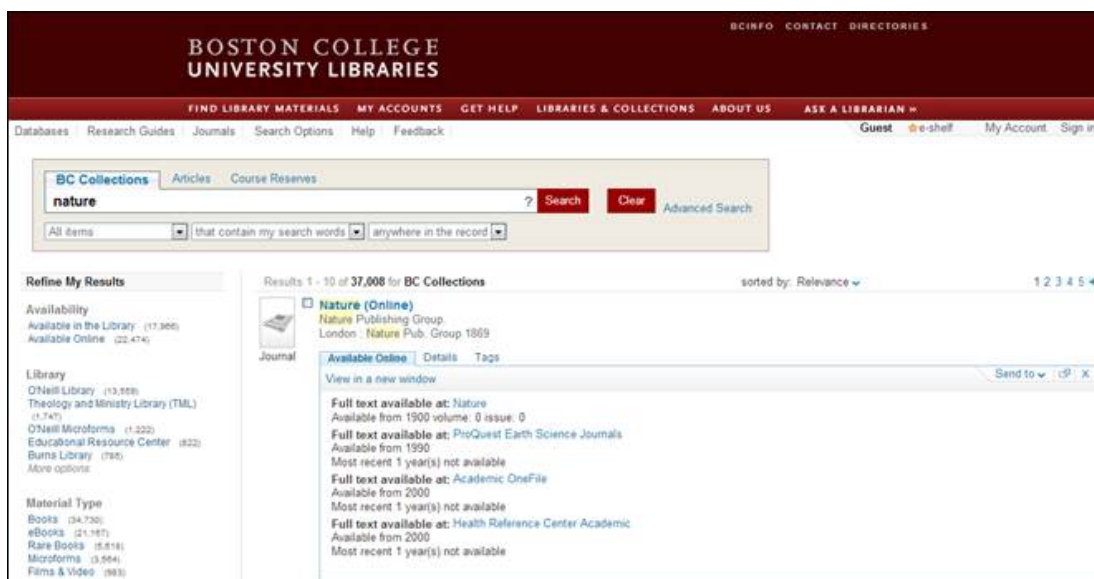 BCINFO CONTACT DIRECTORIES
BOSTON COLLEGE
UNIVERSITY LIBRARIES
FIND LIBRARY MATERIALS MY ACCOUNTS GET HELP LIBRARIES & COLLECTIONS ABOUT US ASK A LIBRARIAN »
Databases Research Guides Journals Search Options Help Feedback Guest e-shelf My Account Sign in
BC Collections Articles Course Reserves
nature ? Search Clear Advanced Search
All items that contain my search words anywhere in the record
Refine My Results
Results 1 - 10 of 37,008 for BC Collections sorted by: Relevance 1 2 3 4 5
Availability
Available in the Library
Available Online (22,474)
Library
O'Neill Library (13,559)
Theology and Ministry Library (TML)
(1,747)
O'Neill Microforms (1,222)
Educational Resource Center (822)
Burns Library
More options
Material Type
Books (34,730)
eBooks (21,167)
Rare Books
Microforms (3,564)
Films & Video
Journal
Nature (Online)
Nature Publishing Group.
London : Nature Pub. Group 1869
Available Online Details Tags
View in a new window Send to X
Full text available at: Nature
Available from 1900 volume: 0 issue: 0
Full text available at: ProQuest Earth Science Journals
Available from 1990
Most recent 1 year(s) not available
Full text available at: Academic OneFile
Available from 2000
Most recent 1 year(s) not available
Full text available at: Health Reference Center Academic
Available from 2000
Most recent 1 year(s) not available